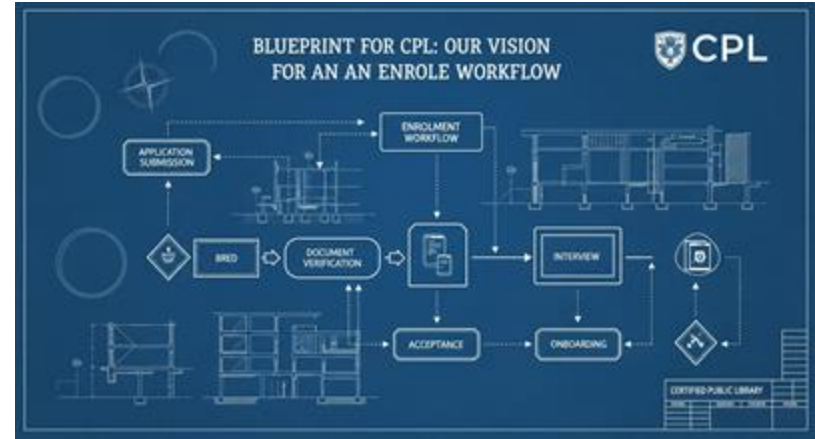 BLUEPRINT FOR CPL: OUR VISION
FOR AN AN ENROLE WORKFLOW
CPL
ENROLMENT
WORKFLOW
APPLICATION
SUBMISSION
BRED
DOCUMENT
VERIFICATION
INTERVIEW
ACCEPTANCE
ONBOARDING
CERTIFIED PUBLIC LIBRARY